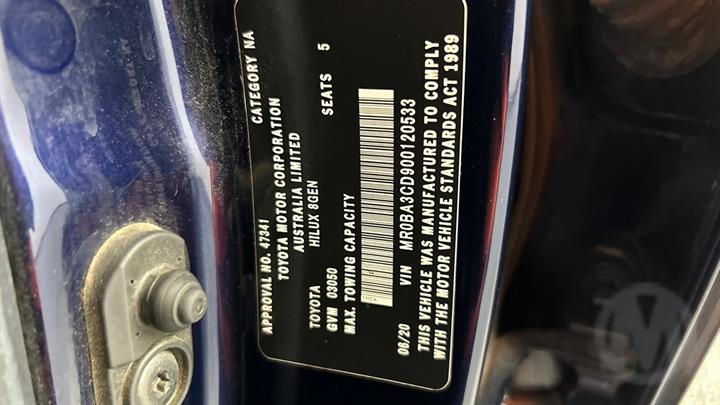 APPROVAL NO. 47341 CATEGORY NA
TOYOTA MOTOR CORPORATION
AUSTRALIA LIMITED
HILUX 8GEN
TOYOTA SEATS 5
GVM 03050
MAX. TOWING CAPACITY
06/20 VIN MR0BA3CD900120533
THIS VEHICLE WAS MANUFACTURED TO COMPLY
WITH THE MOTOR VEHICLE STANDARDS ACT 1989
M